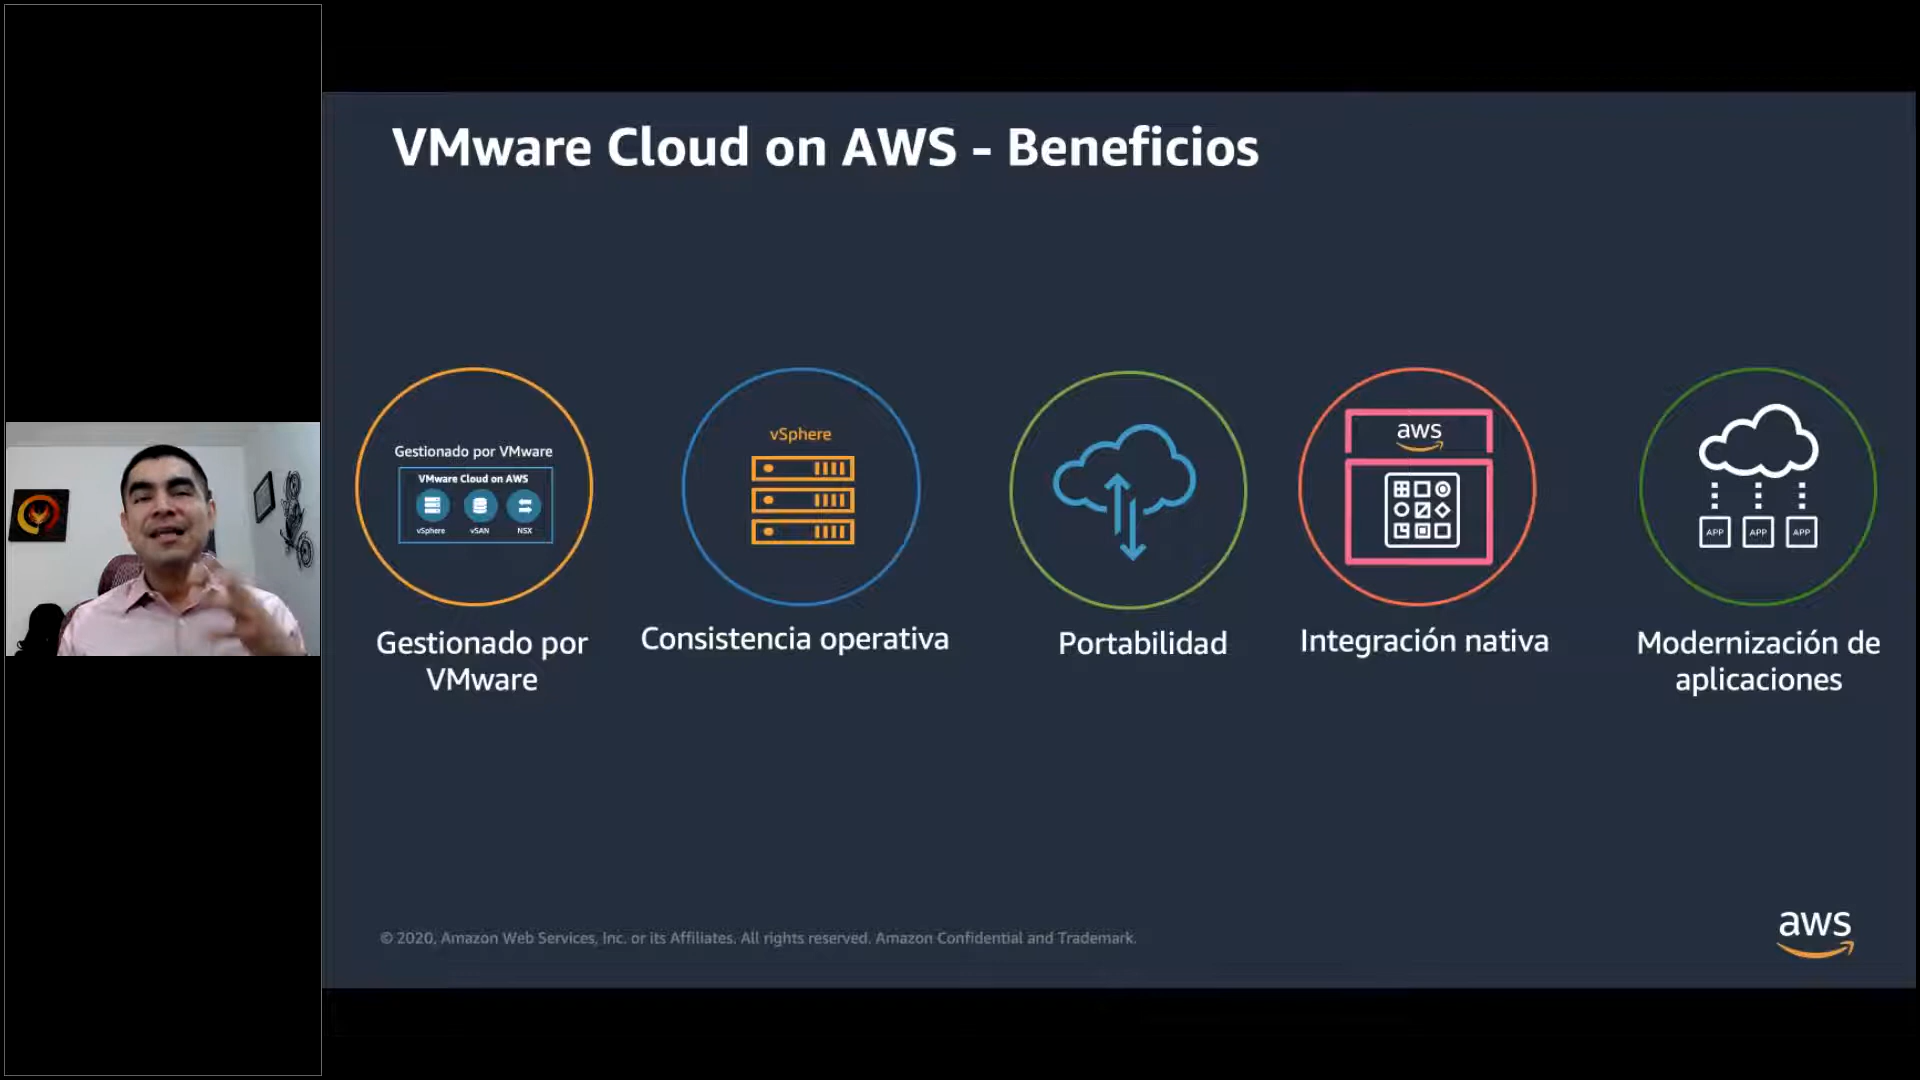 VMware Cloud on AWS - Beneficios
Gestionado por VMware
VMware Cloud on AWS
vSphere
vSAN
NSX
Gestionado por
VMware
vSphere
Consistencia operativa
Portabilidad
aws
Integración nativa
APP
APP
APP
Modernización de
aplicaciones
© 2020, Amazon Web Services, Inc. or its Affiliates. All rights reserved. Amazon Confidential and Trademark.
aws